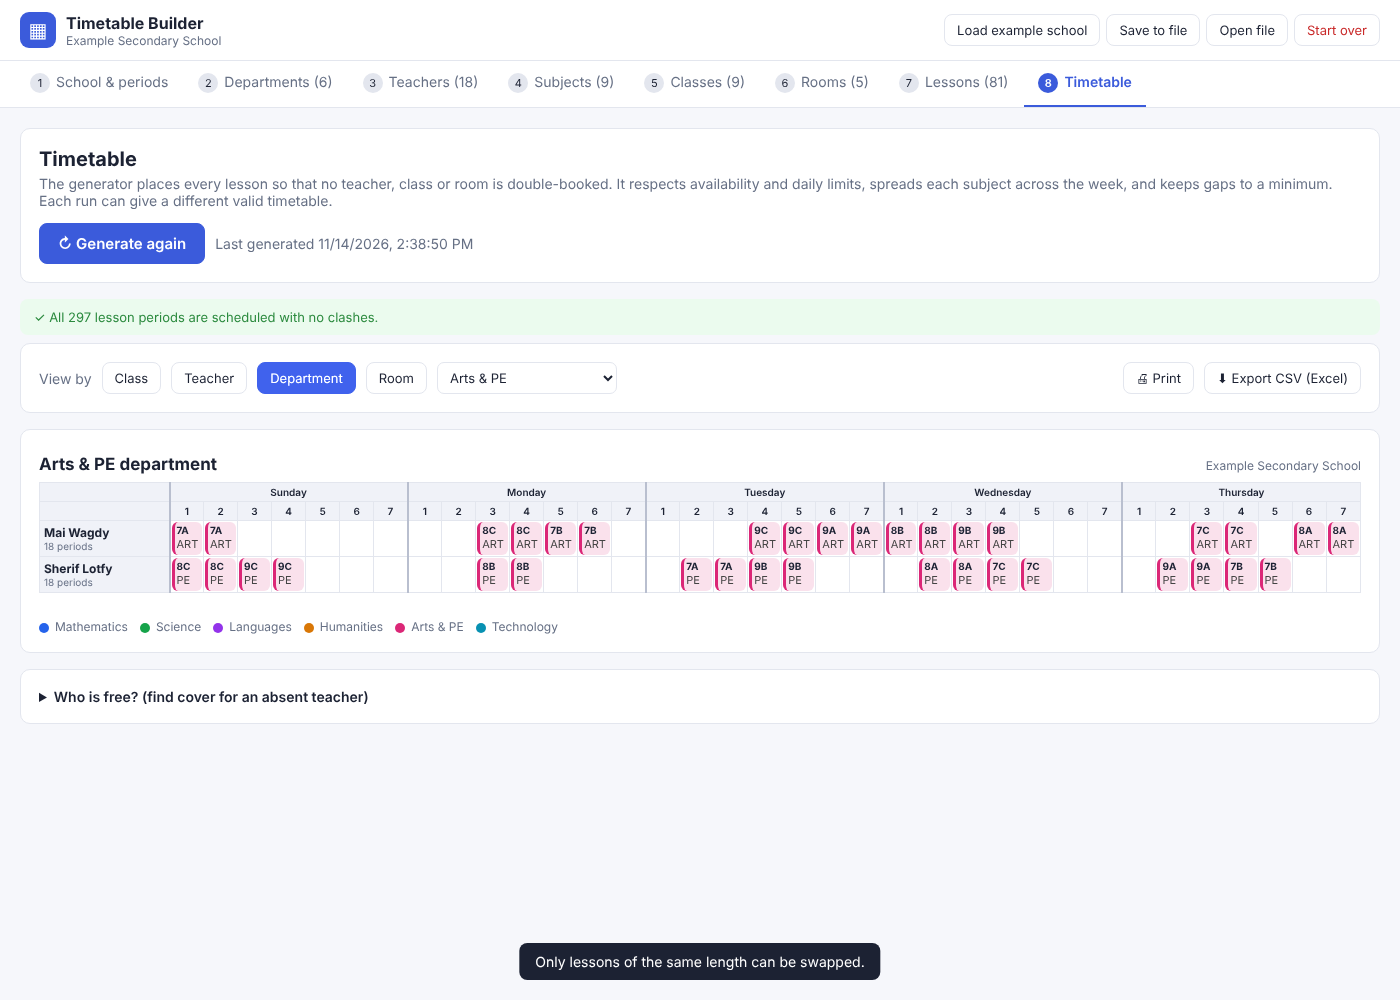 Timetable Builder
Example Secondary School
Load example school Save to file Open file Start over
1 School & periods 2 Departments (6) 3 Teachers (18) 4 Subjects (9) 5 Classes (9) 6 Rooms (5) 7 Lessons (81) 8 Timetable
Timetable
The generator places every lesson so that no teacher, class or room is double-booked. It respects availability and daily limits, spreads each subject across the week, and keeps gaps to a minimum.
Each run can give a different valid timetable.
↻ Generate again Last generated 11/14/2026, 2:38:50 PM
✓ All 297 lesson periods are scheduled with no clashes.
View by Class Teacher Department Room Arts & PE Print Export CSV (Excel)
Arts & PE department Example Secondary School
Sunday Monday Tuesday Wednesday Thursday
1 2 3 4 5 6 7 1 2 3 4 5 6 7 1 2 3 4 5 6 7 1 2 3 4 5 6 7 1 2 3 4 5 6 7
Mai Wagdy 7A 7A 8C 8C 7B 7B 9C 9C 9A 9A 8B 8B 9B 9B 7C 7C 8A 8A
18 periods ART ART ART ART ART ART ART ART ART ART ART ART ART ART ART ART ART ART
Sherif Lotfy 8C 8C 9C 9C 8B 8B 7A 7A 9B 9B 8A 8A 7C 7C 9A 9A 7B 7B
18 periods PE PE PE PE PE PE PE PE PE PE PE PE PE PE PE PE PE PE
Mathematics Science Languages Humanities Arts & PE Technology
Who is free? (find cover for an absent teacher)
Only lessons of the same length can be swapped.